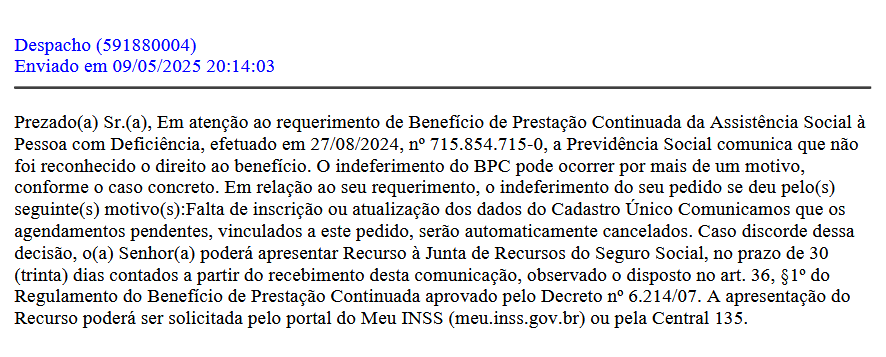 Despacho (591880004)
Enviado em 09/05/2025 20:14:03
Prezado(a) Sr.(a), Em atenção ao requerimento de Benefício de Prestação Continuada da Assistência Social à
Pessoa com Deficiência, efetuado em 27/08/2024, nº 715.854.715-0, a Previdência Social comunica que não
foi reconhecido o direito ao benefício. O indeferimento do BPC pode ocorrer por mais de um motivo,
conforme o caso concreto. Em relação ao seu requerimento, o indeferimento do seu pedido se deu pelo(s)
seguinte(s) motivo(s):Falta de inscrição ou atualização dos dados do Cadastro Único Comunicamos que os
agendamentos pendentes, vinculados a este pedido, serão automaticamente cancelados. Caso discorde dessa
decisão, o(a) Senhor(a) poderá apresentar Recurso à Junta de Recursos do Seguro Social, no prazo de 30
(trinta) dias contados a partir do recebimento desta comunicação, observado o disposto no art. 36, §1º do
Regulamento do Benefício de Prestação Continuada aprovado pelo Decreto nº 6.214/07. A apresentação do
Recurso poderá ser solicitada pelo portal do Meu INSS (meu.inss.gov.br) ou pela Central 135.